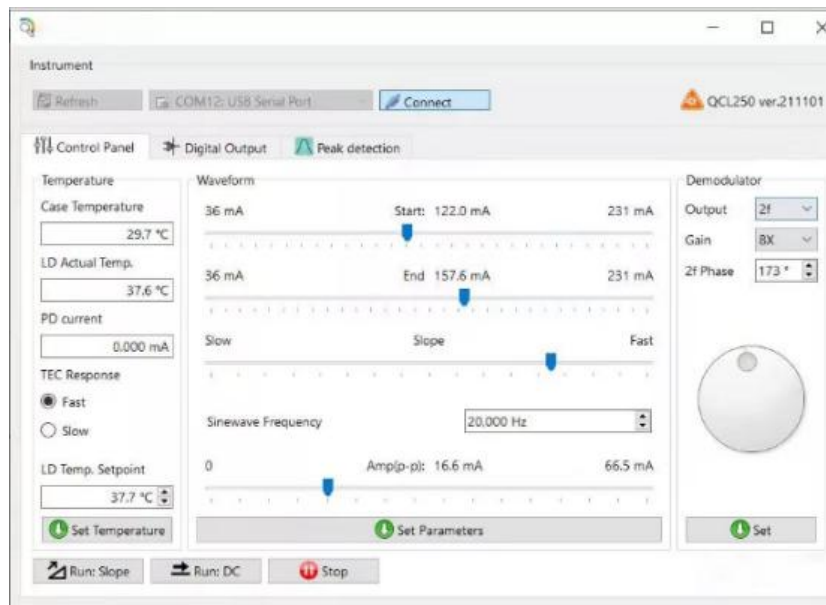 Instrument
Refresh
COM12: USB Serial Port
Connect
QCL250 ver.211101
Control Panel
Digital Output
Peak detection
Temperature
Case Temperature
29.7 °C
LD Actual Temp.
37.6 °C
PD current
0.000 mA
TEC Response
Fast
Slow
LD Temp. Setpoint
37.7 °C
Set Temperature
Waveform
36 mA Start: 122.0 mA 231 mA
36 mA End 157.6 mA 231 mA
Slow Slope Fast
Sinewave Frequency 20.000 Hz
0 Amp(p-p): 16.6 mA 66.5 mA
Set Parameters
Demodulator
Output 2f
Gain 8X
2f Phase 173 °
Set
Run: Slope
Run: DC
Stop